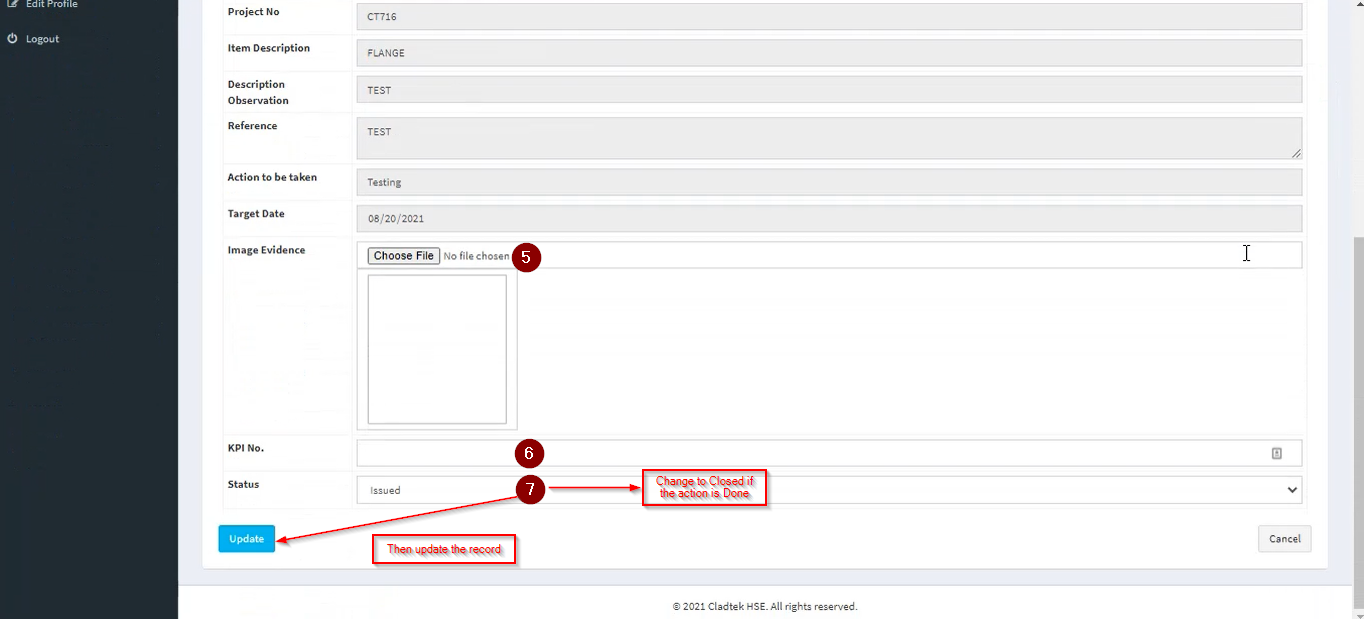 Edit Profile
Logout
Project No
CT716
Item Description
FLANGE
Description
Observation
TEST
Reference
TEST
Action to be taken
Testing
Target Date
08/20/2021
Image Evidence
Choose File No file chosen
5
KPI No.
6
Status
Issued
7
Change to Closed if
the action is Done
Update
Then update the record
Cancel
© 2021 Cladtek HSE. All rights reserved.